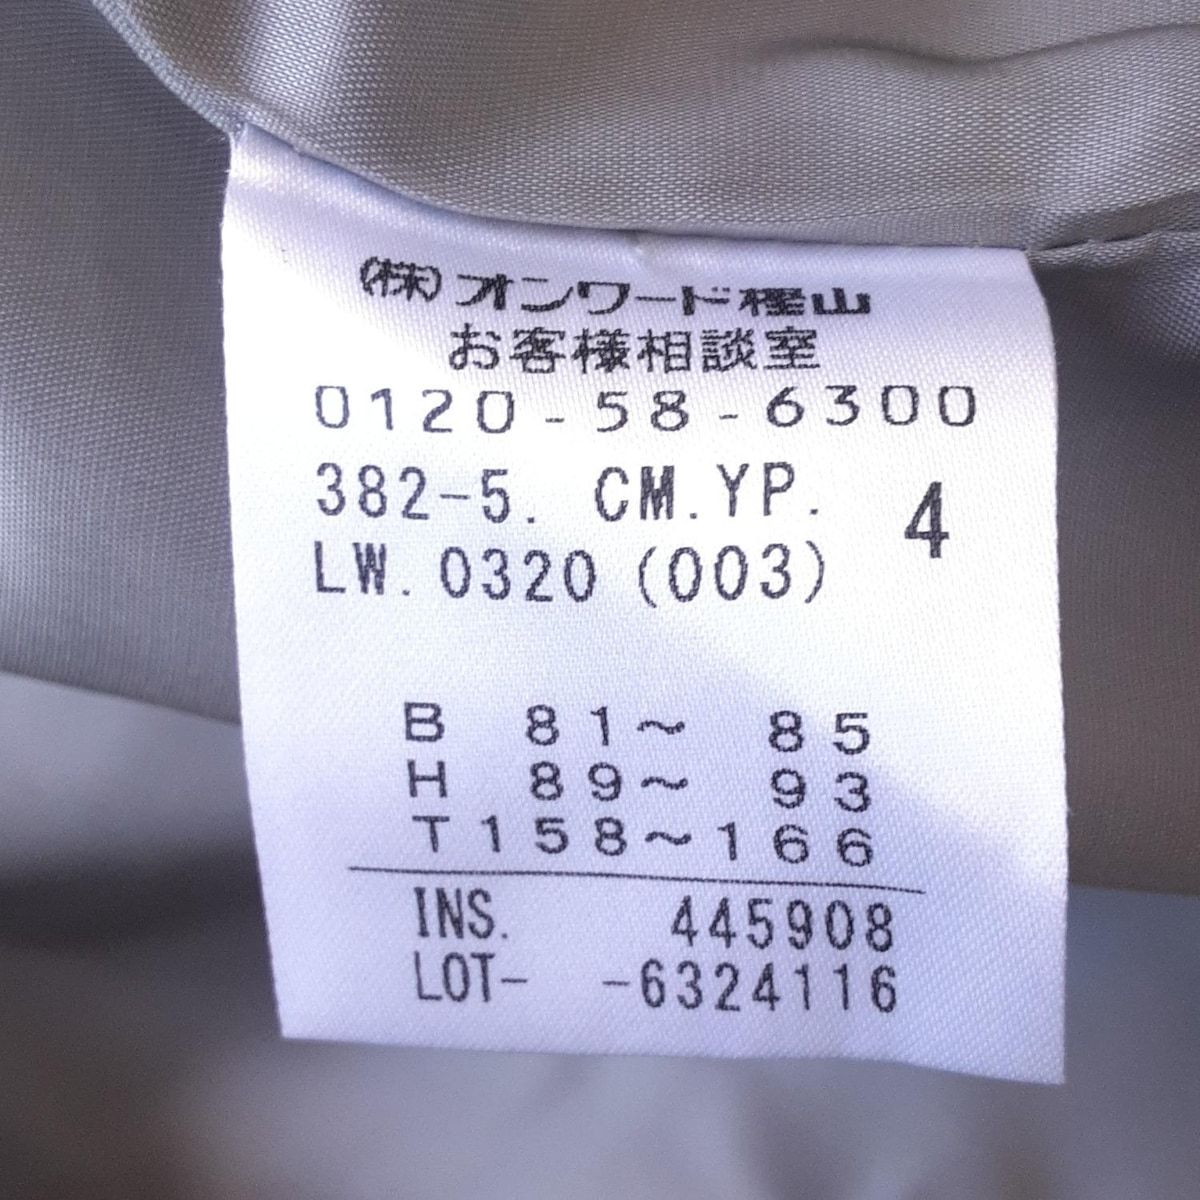 (株)オンワード樫山
お客様相談室
0120-58-6300
382-5. CM.YP. 4
LW.0320(003)
B 81～ 85
H 89～ 93
T158～166
INS. 445908
LOT- -6324116